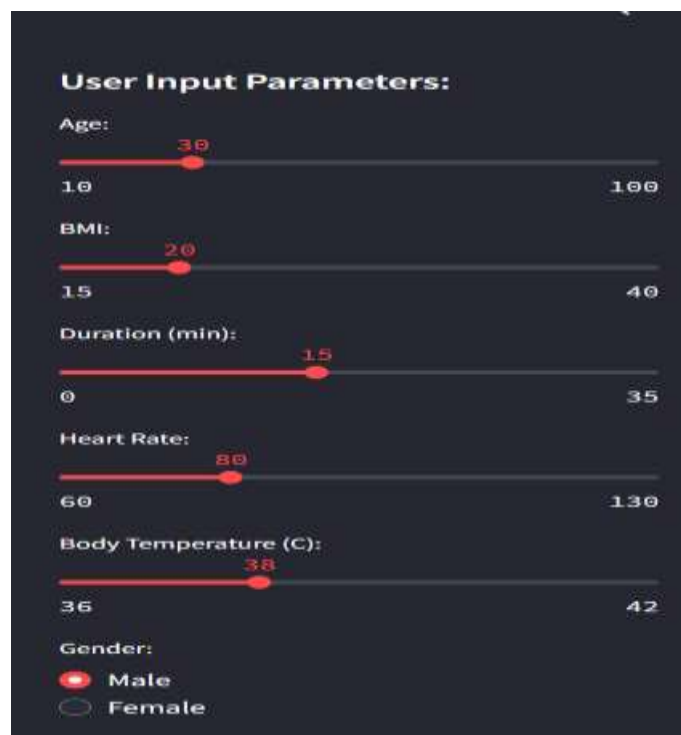 User Input Parameters:
Age:
30
10 100
BMI:
20
15 40
Duration (min):
15
0 35
Heart Rate:
80
60 130
Body Temperature (C):
38
36 42
Gender:
Male
Female